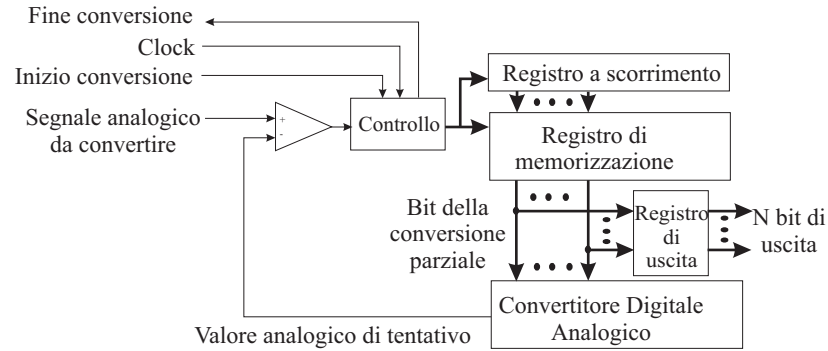 Fine conversione
Clock
Inizio conversione
Segnale analogico
da convertire
+
-
Controllo
Registro a scorrimento
Registro di
memorizzazione
Bit della
conversione
parziale
Registro
di
uscita
N bit di
uscita
Convertitore Digitale
Analogico
Valore analogico di tentativo